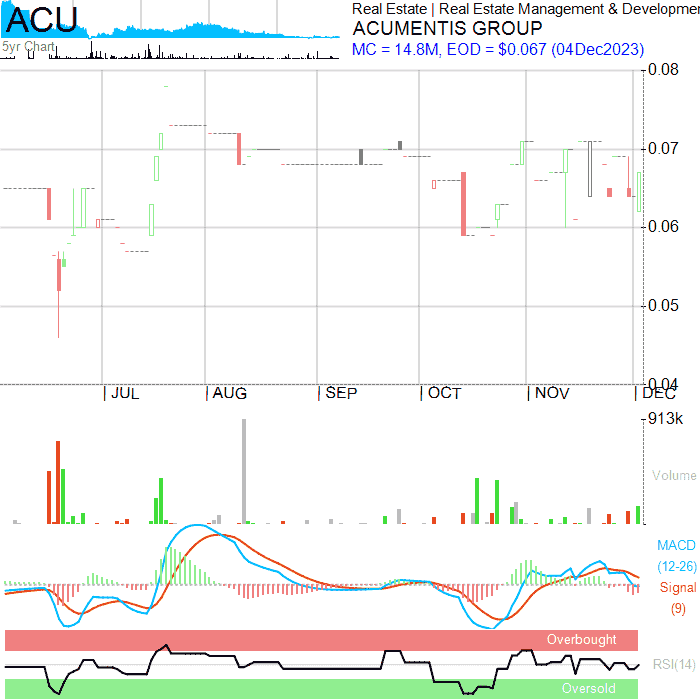 ACU
5yr Chart
Real Estate | Real Estate Management & Developmen
ACUMENTIS GROUP
MC = 14.8M, EOD = $0.067 (04Dec2023)
0.08
0.07
0.06
0.05
0.04
JUL AUG SEP OCT NOV DEC
913k
Volume
MACD
(12-26)
Signal
(9)
Overbought
RSI(14)
Oversold